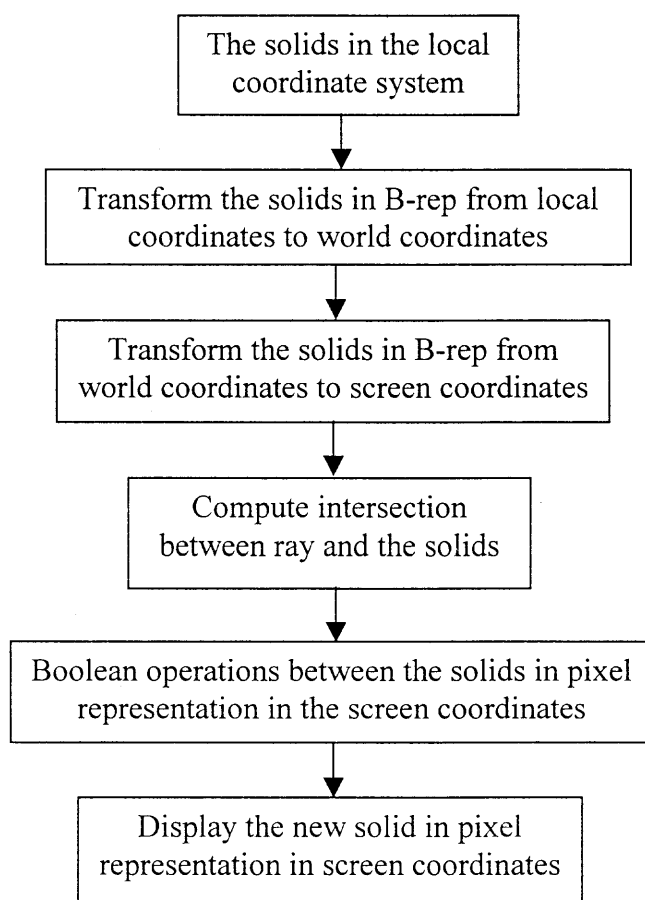 The solids in the local
coordinate system
Transform the solids in B-rep from local
coordinates to world coordinates
Transform the solids in B-rep from
world coordinates to screen coordinates
Compute intersection
between ray and the solids
Boolean operations between the solids in pixel
representation in the screen coordinates
Display the new solid in pixel
representation in screen coordinates